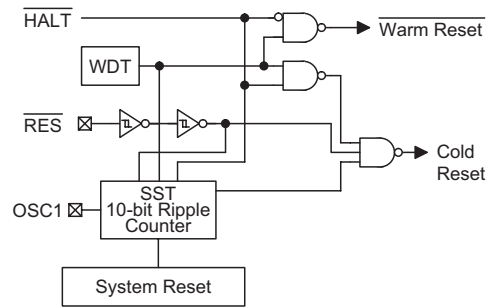 HALT
Warm Reset
WDT
RES
Cold
Reset
SST
10-bit Ripple
Counter
OSC1
System Reset